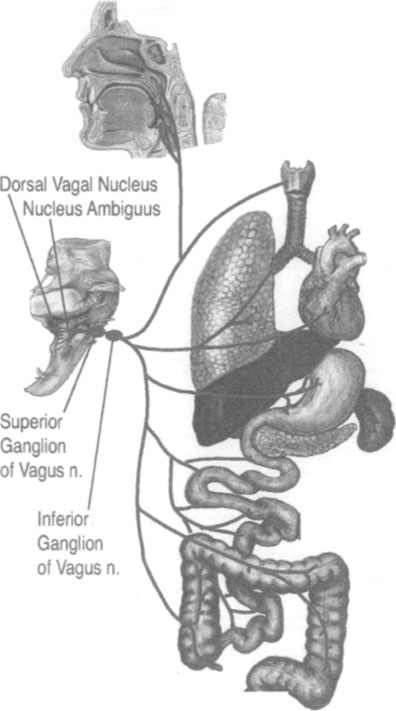 Dorsal Vagal Nucleus
Nucleus Ambiguus
Superior
Ganglion
of Vagus n.
Inferior
Ganglion
of Vagus n.